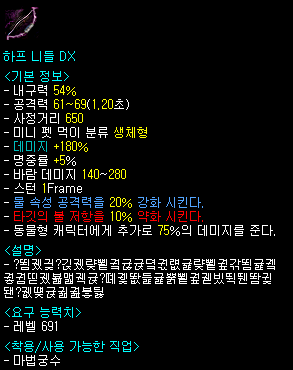 하프 니들 DX
<기본 정보>
- 내구력 54%
- 공격력 61~69(1.20초)
- 사정거리 650
- 미니 펫 먹이 분류 생체형
- 데미지 +180%
- 명중률 +5%
- 바람 데미지 140~280
- 스턴 1Frame
- 물 속성 공격력을 20% 강화 시킨다.
- 타깃의 불 저항을 10% 약화 시킨다.
- 동물형 캐릭터에게 추가로 75%의 데미지를 준다.
<설명>
<요구 능력치>
- 레벨 691
<착용/사용 가능한 직업>
- 마법궁수